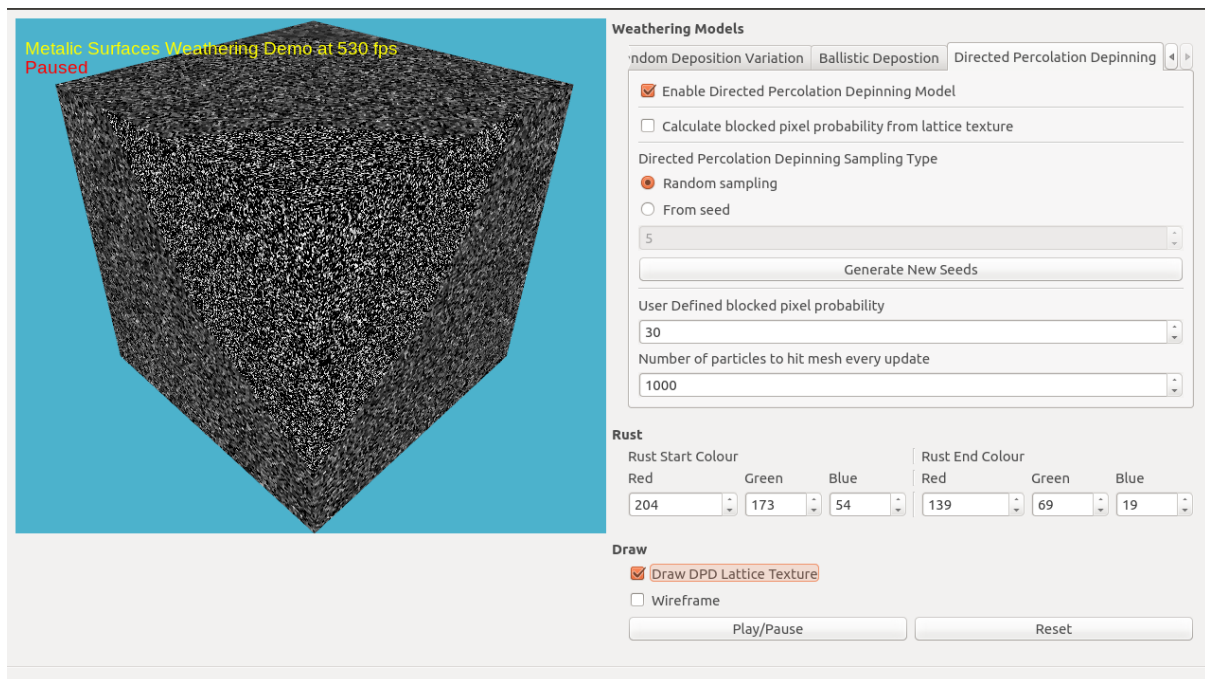 Metalic Surfaces Weathering Demo at 530 fps
Paused
Weathering Models
ndom Deposition Variation Ballistic Depostion Directed Percolation Depinning
Enable Directed Percolation Depinning Model
Calculate blocked pixel probability from lattice texture
Directed Percolation Depinning Sampling Type
Random sampling
From seed
5
Generate New Seeds
User Defined blocked pixel probability
30
Number of particles to hit mesh every update
1000
Rust
Rust Start Colour Rust End Colour
Red Green Blue Red Green Blue
204 173 54 139 69 19
Draw
Draw DPD Lattice Texture
Wireframe
Play/Pause Reset